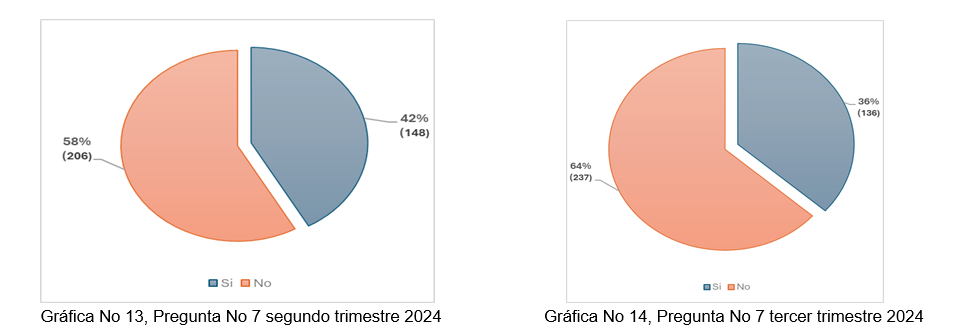 42%
(148)
58%
(206)
Si No
Gráfica No 13, Pregunta No 7 segundo trimestre 2024
36%
(136)
64%
(237)
Si No
Gráfica No 14, Pregunta No 7 tercer trimestre 2024